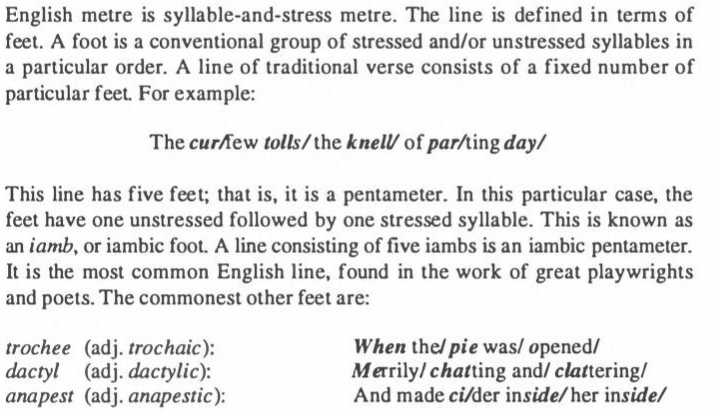 English metre is syllable-and-stress metre. The line is defined in terms of
feet. A foot is a conventional group of stressed and/or unstressed syllables in
a particular order. A line of traditional verse consists of a fixed number of
particular feet. For example:
The cur/few tolls/ the knell/ of par/ting day/
This line has five feet; that is, it is a pentameter. In this particular case, the
feet have one unstressed followed by one stressed syllable. This is known as
an iamb, or iambic foot. A line consisting of five iambs is an iambic pentameter.
It is the most common English line, found in the work of great playwrights
and poets. The commonest other feet are:
trochee (adj. trochaic): When the/ pie was/ opened/
dactyl (adj. dactylic): Merrily/ chatting and/ clattering/
anapest (adj. anapestic): And made ci/der inside/ her inside/